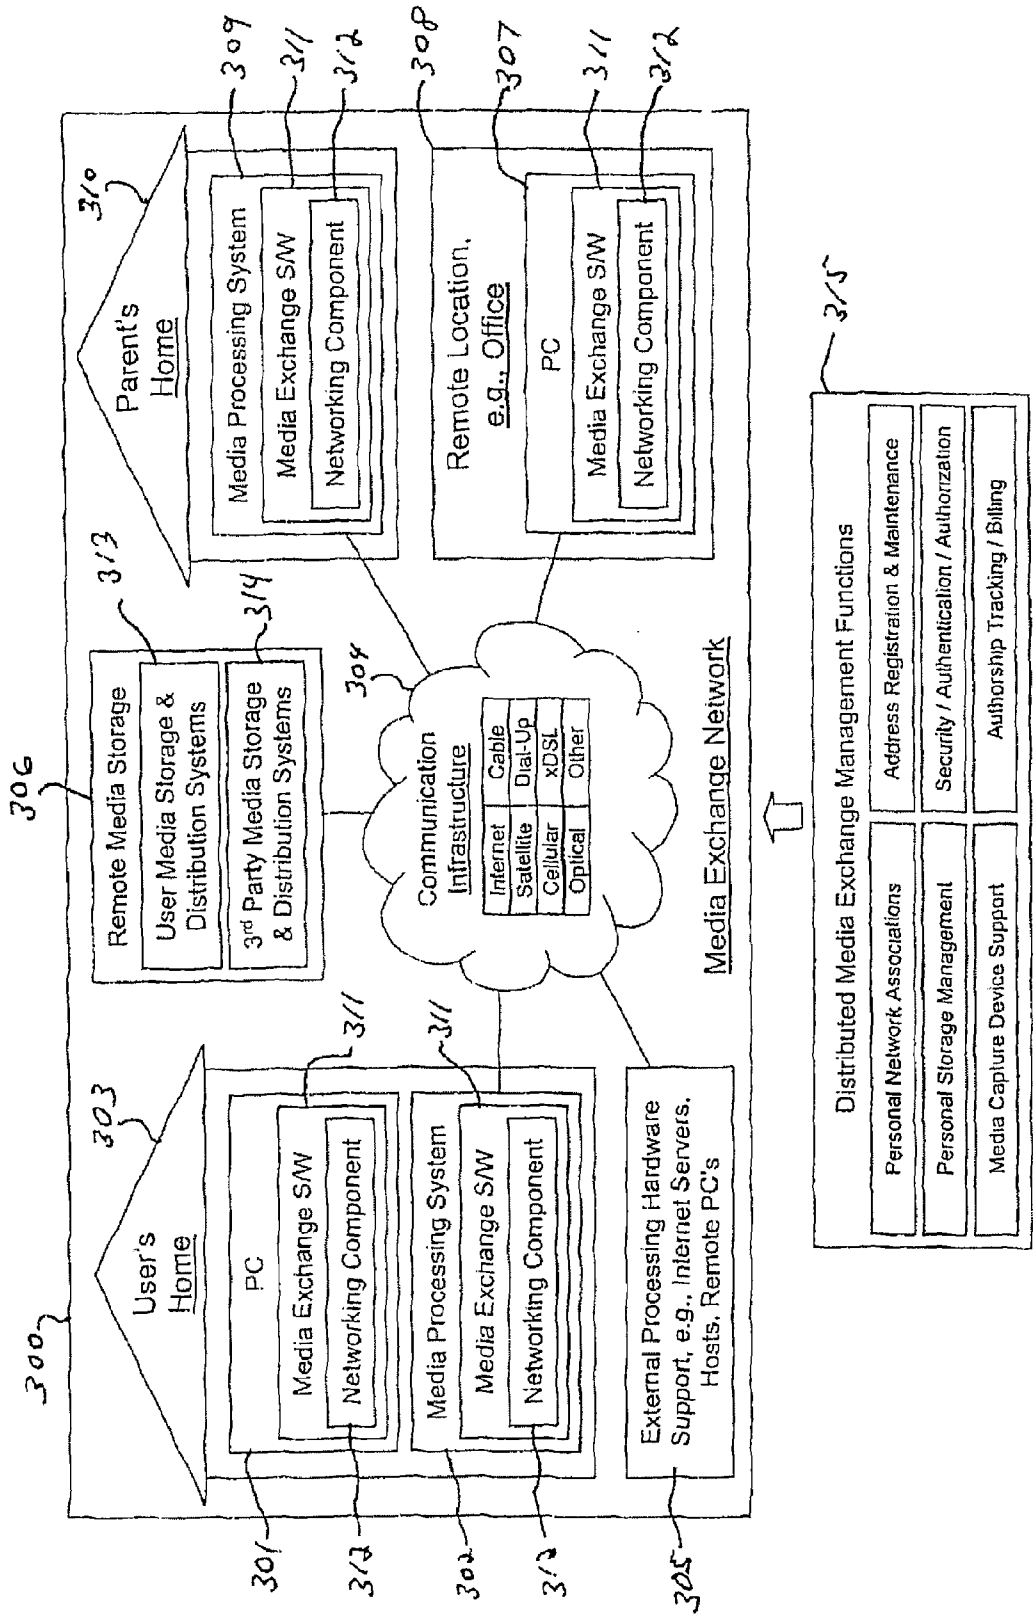 300
303
User's
Home
PC
Media Exchange S/W
Networking Component
311
Media Processing System
Media Exchange S/W
Networking Component
311
301
312
302
312
External Processing Hardware
Support, e.g., Internet Servers,
Hosts, Remote PC's
305
306
Remote Media Storage
User Media Storage &
Distribution Systems
3rd Party Media Storage
& Distribution Systems
313
314
304
Communication
Infrastructure
Internet Cable
Satellite Dial-Up
Cellular xDSL
Optical Other
Media Exchange Network
310
Parent's
Home
Media Processing System
Media Exchange S/W
Networking Component
309
311
312
Remote Location,
e.g., Office
PC
Media Exchange S/W
Networking Component
308
307
311
312
315
Distributed Media Exchange Management Functions
Personal Network Associations
Address Registration & Maintenance
Personal Storage Management
Security / Authentication / Authorization
Media Capture Device Support
Authorship Tracking / Billing